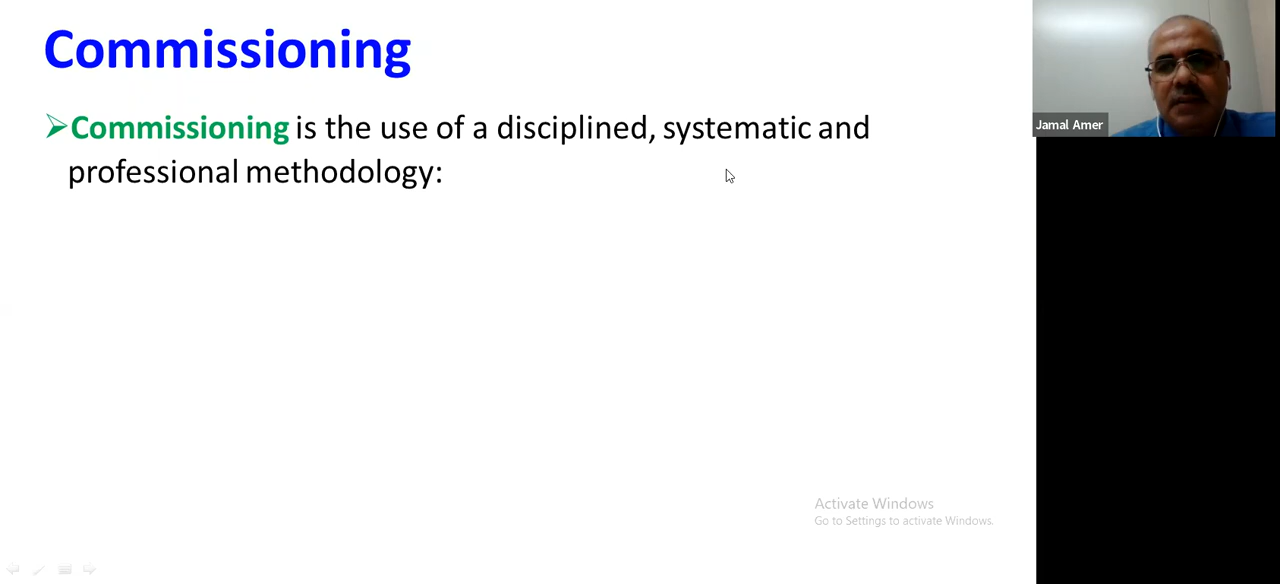 Commissioning
Commissioning is the use of a disciplined, systematic and
professional methodology:
Jamal Amer
Activate Windows
Go to Settings to activate Windows.